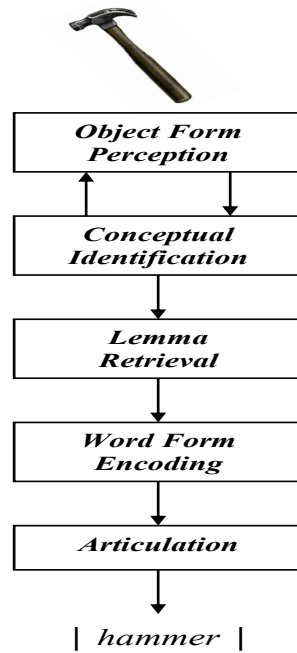 Object Form
Perception
Conceptual
Identification
Lemma
Retrieval
Word Form
Encoding
Articulation
| hammer |